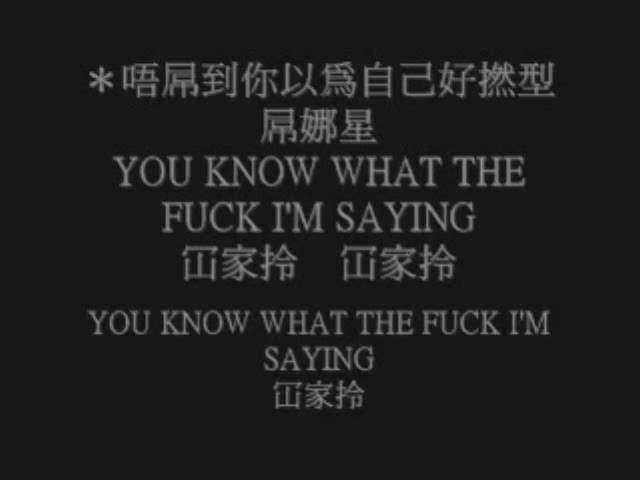 ＊唔屌到你以為自己好撚型
屌娜星
YOU KNOW WHAT THE
FUCK I'M SAYING
冚家拎　冚家拎
YOU KNOW WHAT THE FUCK I'M
SAYING
冚家拎